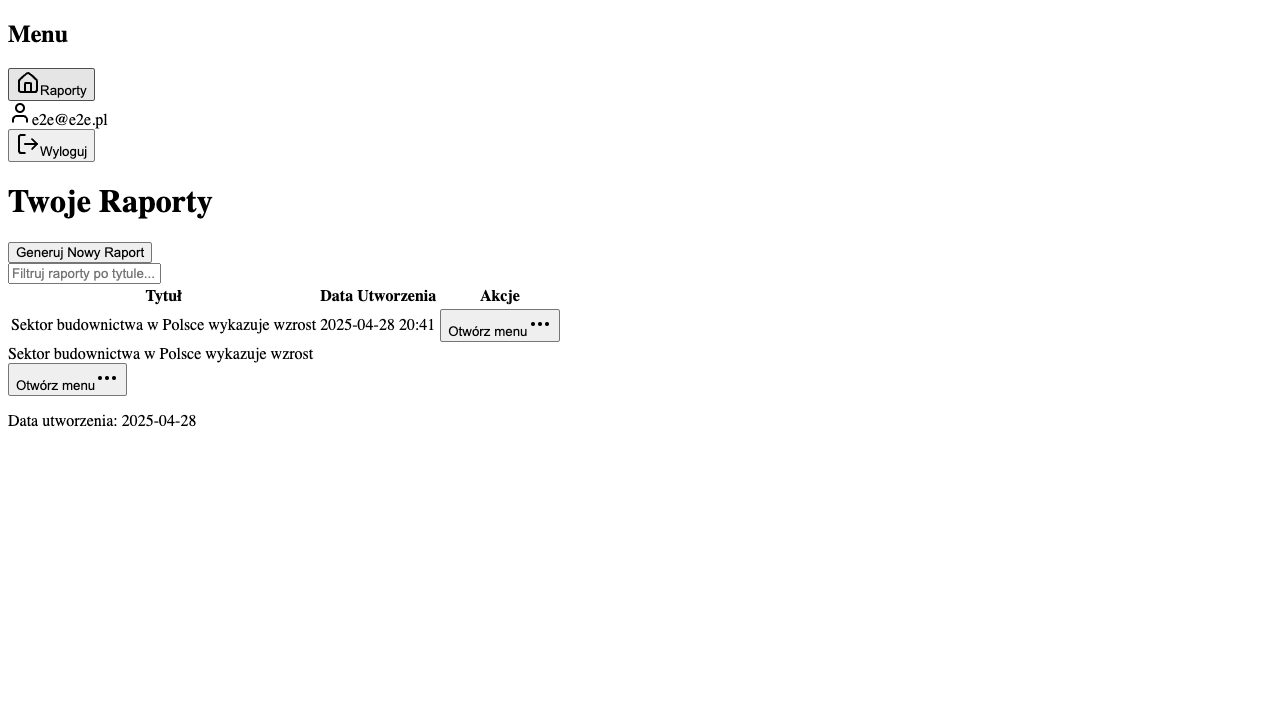 Menu
Raporty
e2e@e2e.pl
Wyloguj
Twoje Raporty
Generuj Nowy Raport
Filtruj raporty po tytule...
Tytuł Data Utworzenia Akcje
Sektor budownictwa w Polsce wykazuje wzrost 2025-04-28 20:41 Otwórz menu
Sektor budownictwa w Polsce wykazuje wzrost
Otwórz menu
Data utworzenia: 2025-04-28